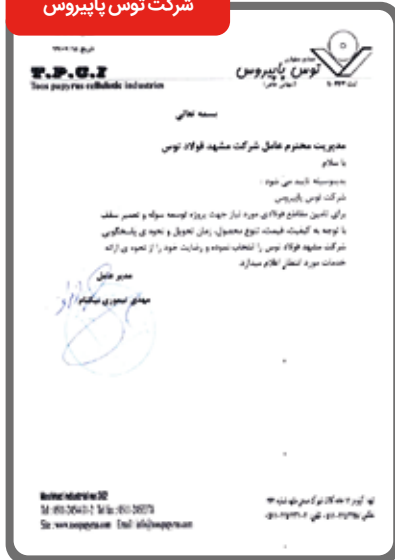 شرکت توس پاپیروس
توس پاپیروس
T.P.C.I
Toos papyrus cellulosic industries
بسمه تعالی
مدیریت محترم عامل شرکت مشهد فولاد توس
با سلام
بدینوسیله تایید می شود :
شرکت توس پاپیروس
برای تامین مقاطع فولادی مورد نیاز جهت پروژه توسعه سوله و تعمیر سقف
با توجه به کیفیت، قیمت، تنوع محصول، زمان تحویل و نحوه ی پاسخگویی
شرکت مشهد فولاد توس را انتخاب نموده و رضایت خود را از نحوه ی ارائه
خدمات مورد انتظار اعلام میدارد.
مدیر عامل
مهدی تیموری نیکنام